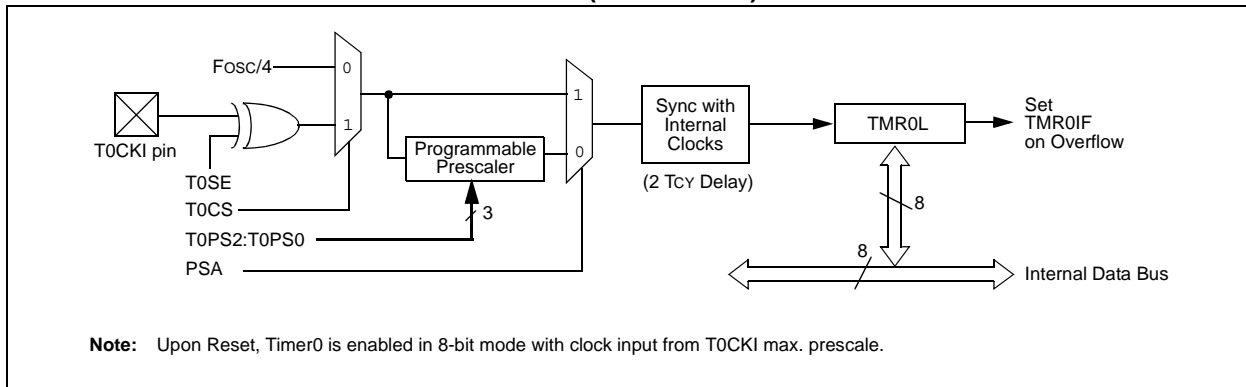 FOSC/4
0
1
T0CKI pin
T0SE
T0CS
T0PS2:T0PS0
PSA
Programmable
Prescaler
3
1
0
Sync with
Internal
Clocks
(2 TCY Delay)
TMR0L
Set
TMR0IF
on Overflow
8
8
Internal Data Bus
Note: Upon Reset, Timer0 is enabled in 8-bit mode with clock input from T0CKI max. prescale.